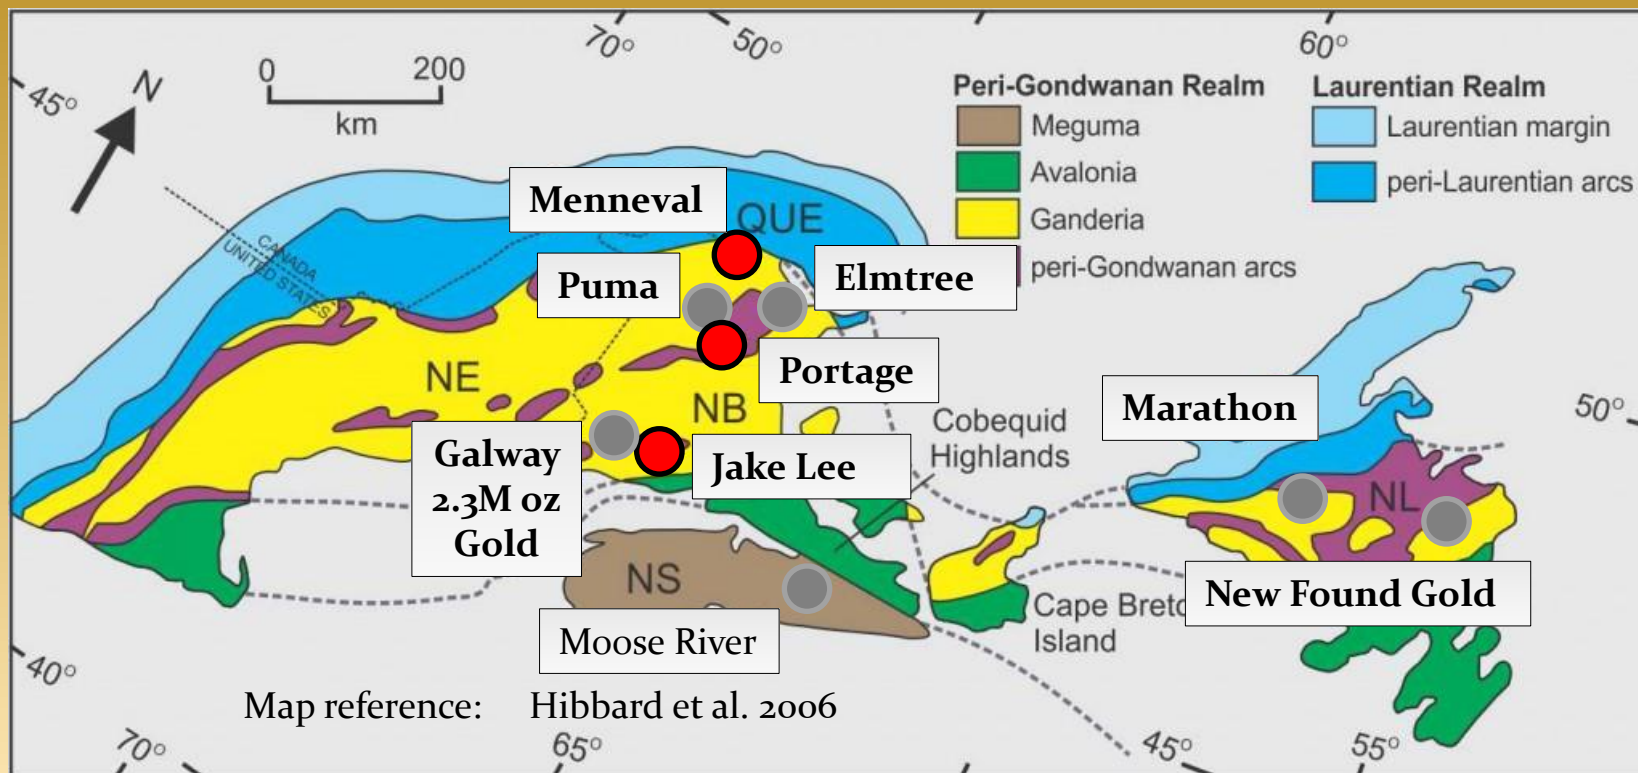 70°
50°
60°
45°
N
0
200
km
Peri-Gondwanan Realm
Meguma
Avalonia
Ganderia
peri-Gondwanan arcs
Laurentian Realm
Laurentian margin
peri-Laurentian arcs
CANADA
UNITED STATES
Menneval
QUE
Puma
Elmtree
Portage
NE
NB
Galway
2.3M oz
Gold
Jake Lee
Cobequid
Highlands
Marathon
50°
NL
NS
Moose River
Cape Breto
Island
New Found Gold
40°
Map reference: Hibbard et al. 2006
70°
65°
45°
55°